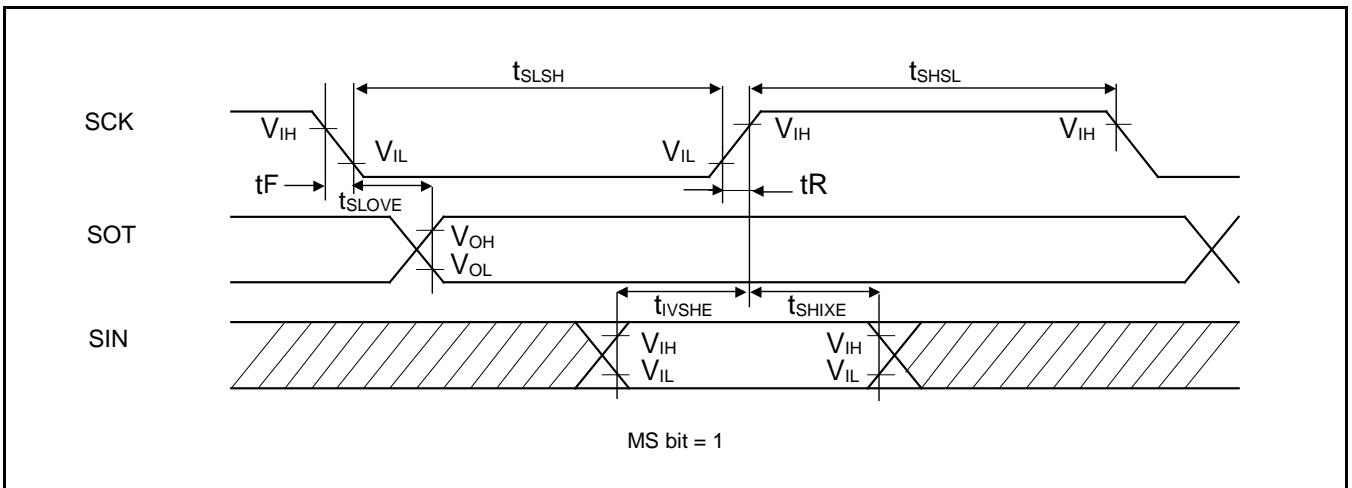 tSLSH
tSHSL
SCK
VIH
VIL
VIL
VIH
VIH
tF
tR
tSLOVE
SOT
VOH
VOL
tIVSHE
tSHIXE
SIN
VIH
VIL
VIH
VIL
MS bit = 1